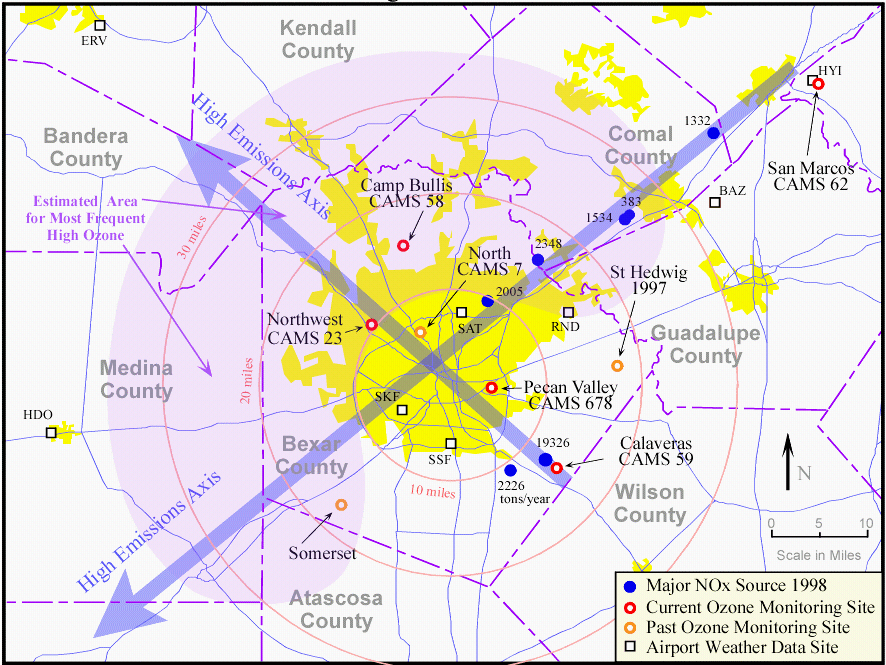 Kendall
County
ERV
HYI
High Emissions Axis
1332
Bandera
County
Comal
County
San Marcos
CAMS 62
Camp Bullis
CAMS 58
BAZ
Estimated Area
for Most Frequent
High Ozone
383
1534
30 miles
2348
North
CAMS 7
St Hedwig
1997
2005
Northwest
CAMS 23
SAT
RND
Guadalupe
County
Medina
County
20 miles
Pecan Valley
CAMS 678
SKF
HDO
Bexar
County
SSF
19326
Calaveras
CAMS 59
N
10 miles
2226
tons/year
Wilson
County
High Emissions Axis
0 5 10
Scale in Miles
Somerset
Atascosa
County
Major NOx Source 1998
Current Ozone Monitoring Site
Past Ozone Monitoring Site
Airport Weather Data Site